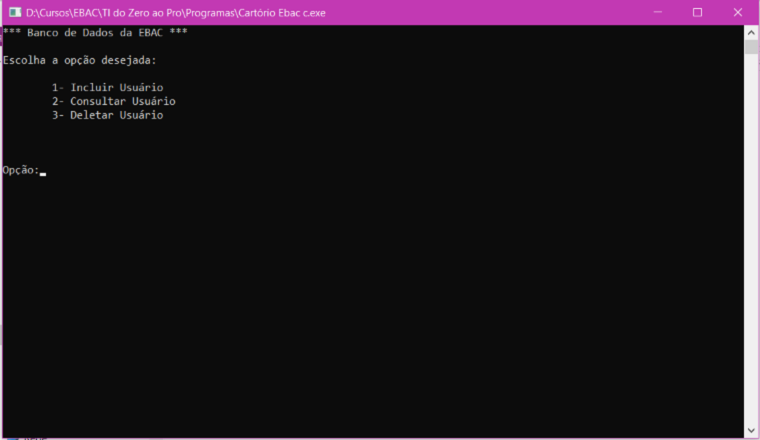 D:\Cursos\EBAC\TI do Zero ao Pro\Programas\Cartório Ebac c.exe
*** Banco de Dados da EBAC ***
Escolha a opção desejada:
1- Incluir Usuário
2- Consultar Usuário
3- Deletar Usuário
Opção: